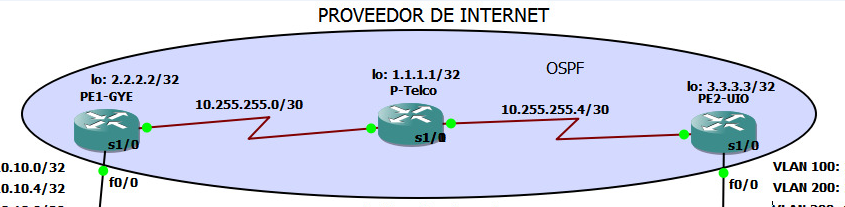 PROVEEDOR DE INTERNET
OSPF
lo: 2.2.2.2/32
PE1-GYE
lo: 1.1.1.1/32
P-Telco
lo: 3.3.3.3/32
PE2-UIO
10.255.255.0/30
10.255.255.4/30
s1/0
s1/0
f0/0
f0/0
.10.0/32
.10.4/32
VLAN 100:
VLAN 200: